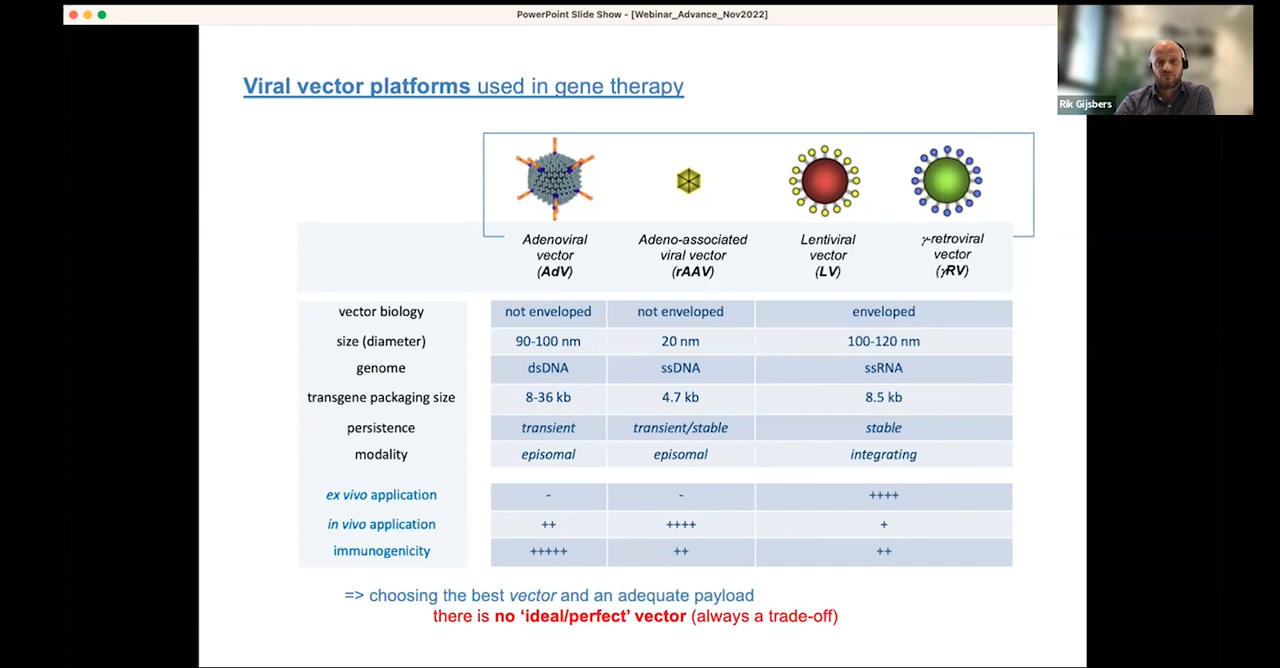 PowerPoint Slide Show - [Webinar_Advance_Nov2022]
Rik Gijsbers
Viral vector platforms used in gene therapy
Adenoviral vector (AdV)
Adeno-associated viral vector (rAAV)
Lentiviral vector (LV)
γ-retroviral vector (γRV)
vector biology not enveloped not enveloped enveloped
size (diameter) 90-100 nm 20 nm 100-120 nm
genome dsDNA ssDNA ssRNA
transgene packaging size 8-36 kb 4.7 kb 8.5 kb
persistence transient transient/stable stable
modality episomal episomal integrating
ex vivo application - - ++++
in vivo application ++ ++++ +
immunogenicity +++++ ++ ++
=> choosing the best vector and an adequate payload
there is no ‘ideal/perfect’ vector (always a trade-off)